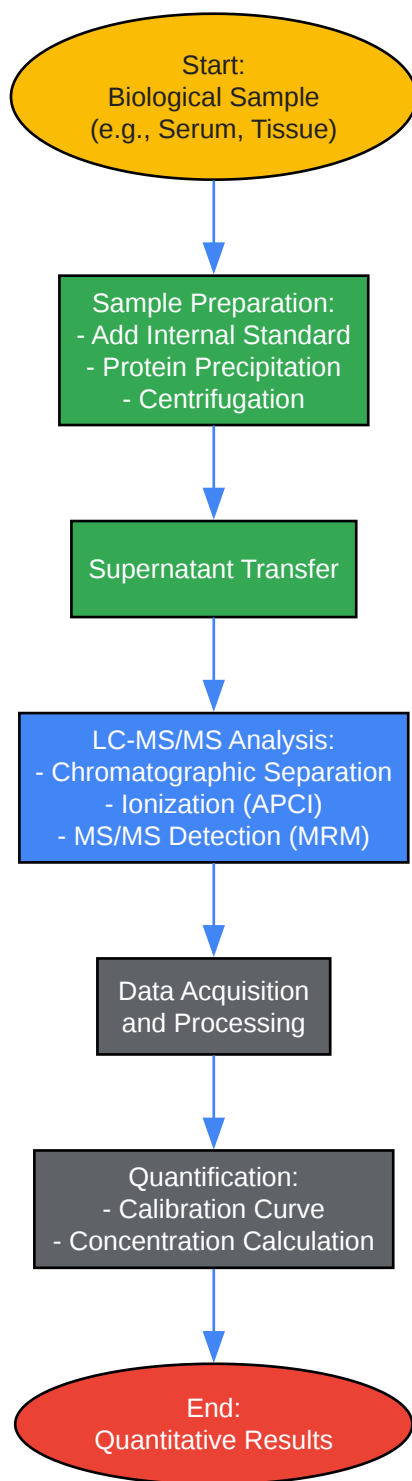 Start:
Biological Sample
(e.g., Serum, Tissue)
Sample Preparation:
- Add Internal Standard
- Protein Precipitation
- Centrifugation
Supernatant Transfer
LC-MS/MS Analysis:
- Chromatographic Separation
- Ionization (APCI)
- MS/MS Detection (MRM)
Data Acquisition
and Processing
Quantification:
- Calibration Curve
- Concentration Calculation
End:
Quantitative Results